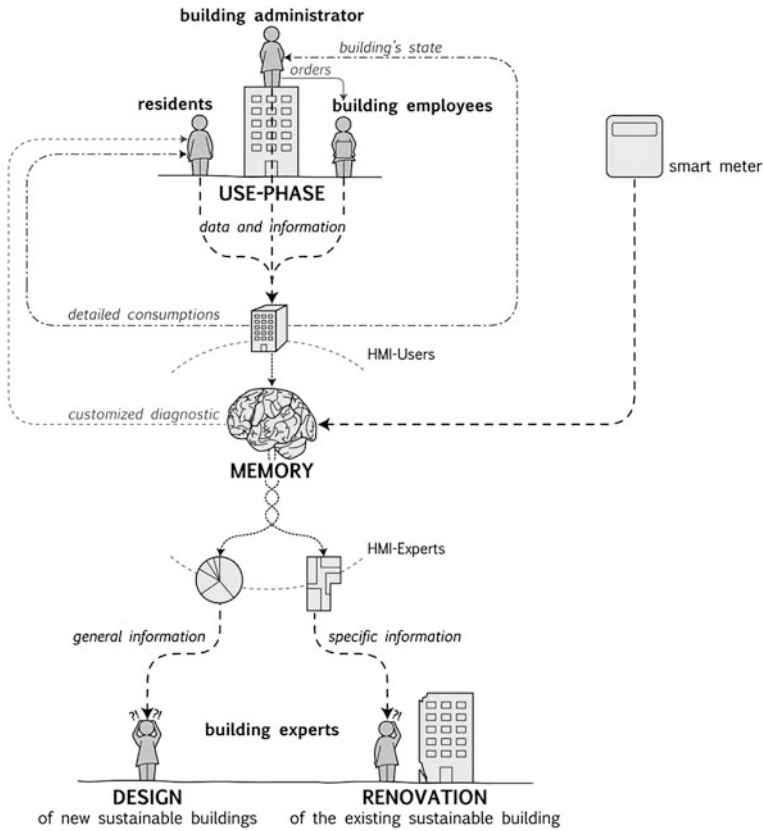 building administrator
building's state
orders
residents
building employees
smart meter
USE-PHASE
data and information
detailed consumptions
HMI-Users
customized diagnostic
MEMORY
HMI-Experts
general information
specific information
?! ?!
?!
building experts
DESIGN
of new sustainable buildings
RENOVATION
of the existing sustainable building